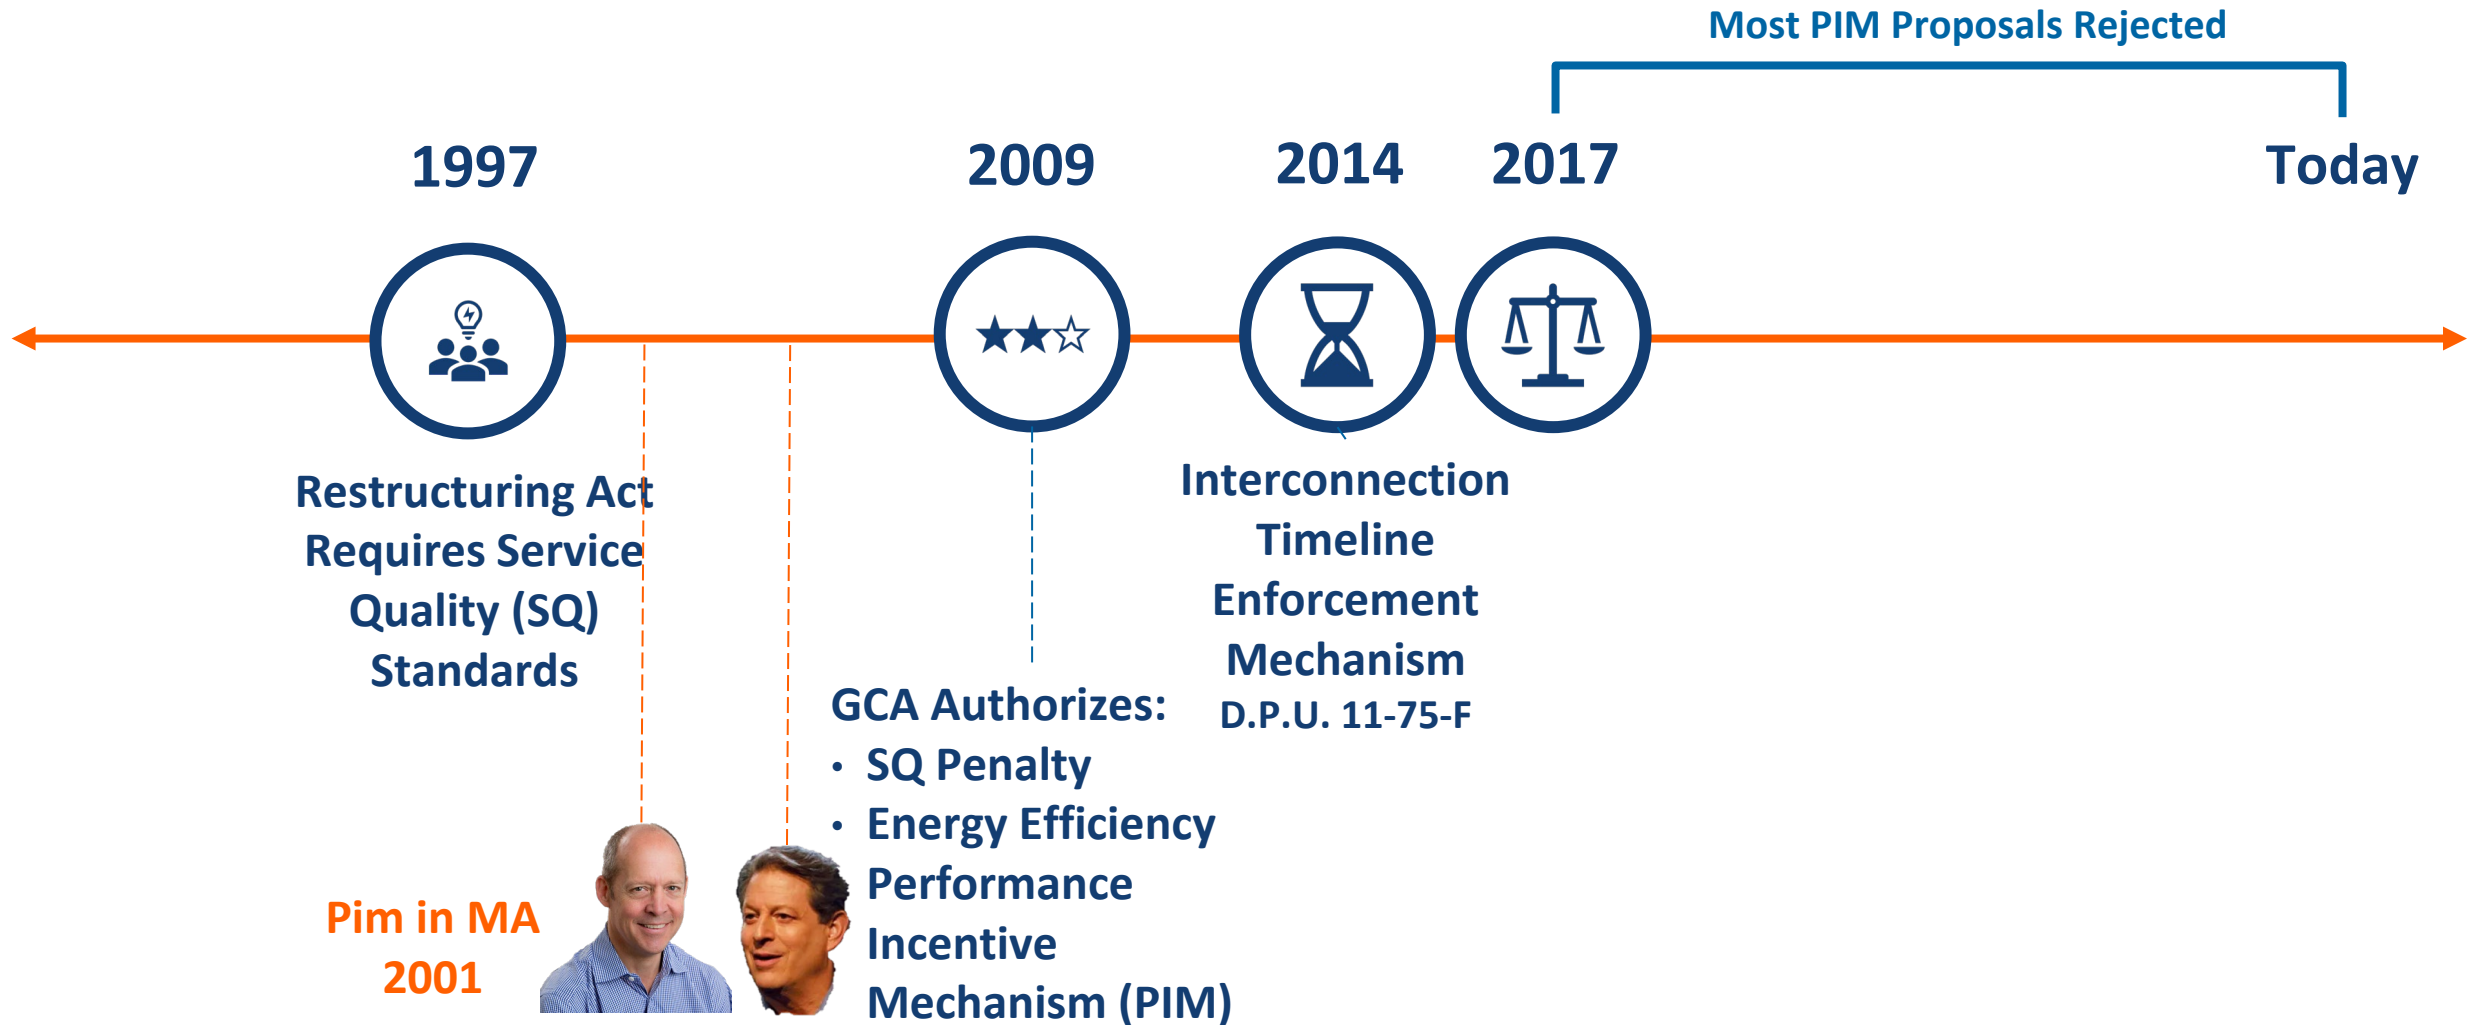 Most PIM Proposals Rejected
1997
2009
2014
2017
Today
Restructuring Act
Requires Service
Quality (SQ)
Standards
Pim in MA
2001
GCA Authorizes:
• SQ Penalty
• Energy Efficiency
Performance
Incentive
Mechanism (PIM)
Interconnection
Timeline
Enforcement
Mechanism
D.P.U. 11-75-F